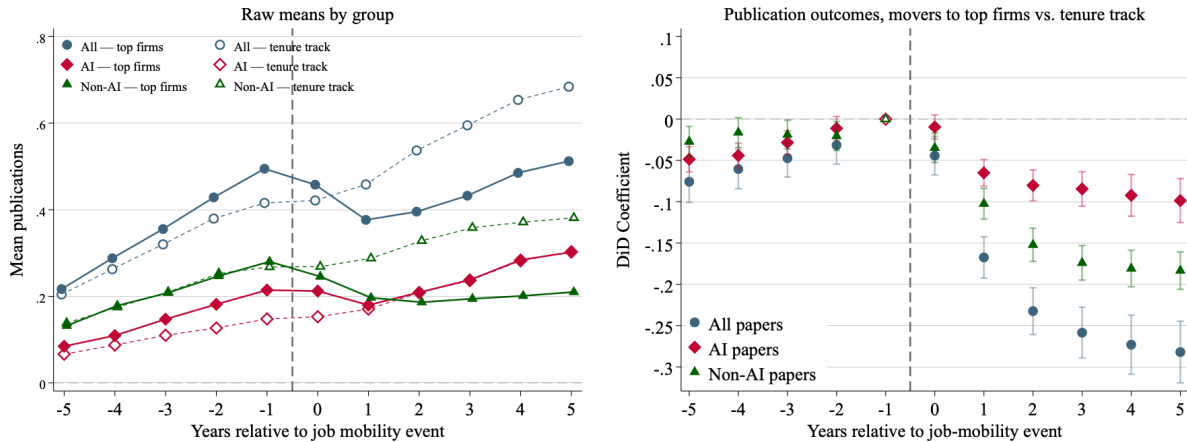 Raw means by group
Mean publications
.8
.6
.4
.2
0
All — top firms
All — tenure track
AI — top firms
AI — tenure track
Non-AI — top firms
Non-AI — tenure track
-5 -4 -3 -2 -1 0 1 2 3 4 5
Years relative to job mobility event
Publication outcomes, movers to top firms vs. tenure track
DiD Coefficient
.1
.05
0
-.05
-.1
-.15
-.2
-.25
-.3
All papers
AI papers
Non-AI papers
-5 -4 -3 -2 -1 0 1 2 3 4 5
Years relative to job-mobility event